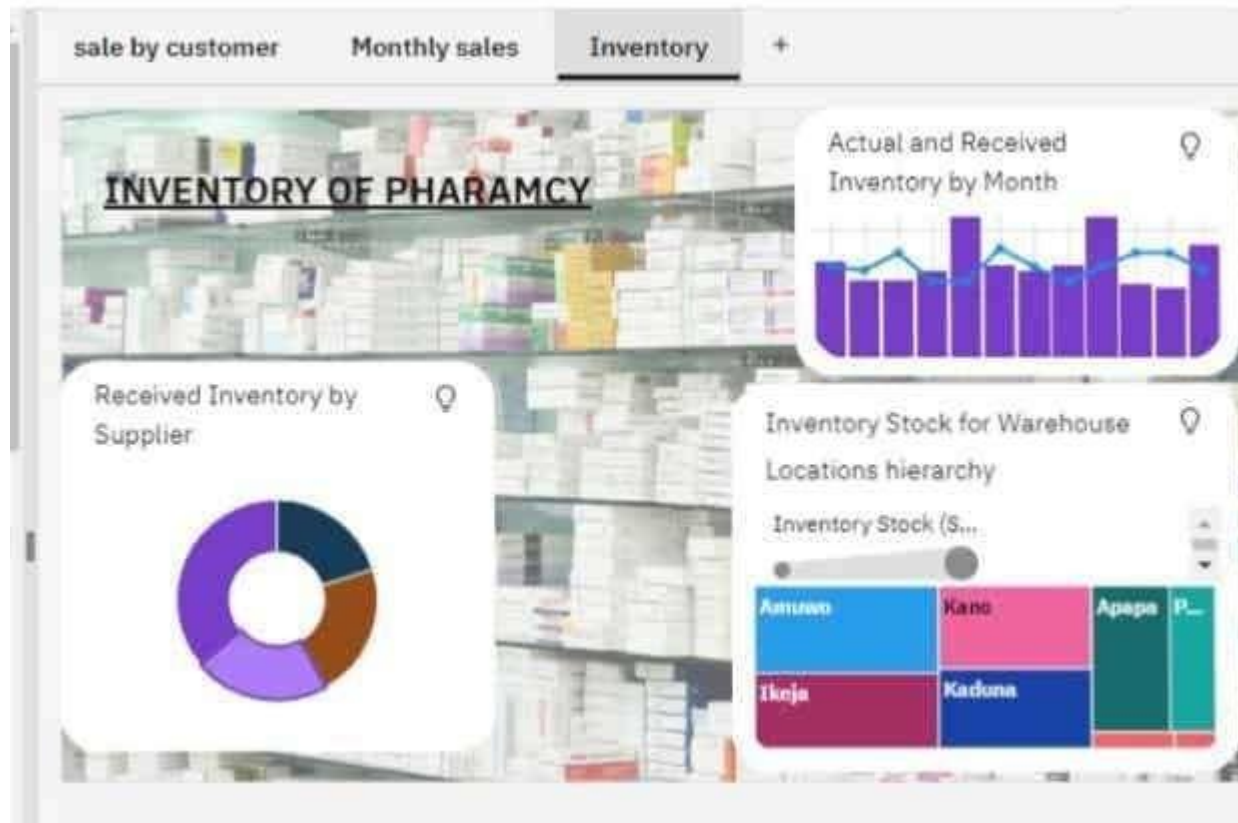 sale by customer Monthly sales Inventory +
INVENTORY OF PHARAMCY
Actual and Received
Inventory by Month
Received Inventory by
Supplier
Inventory Stock for Warehouse
Locations hierarchy
Inventory Stock (S...
Amuwo Kano Apapa P...
Ikeja Kaduna